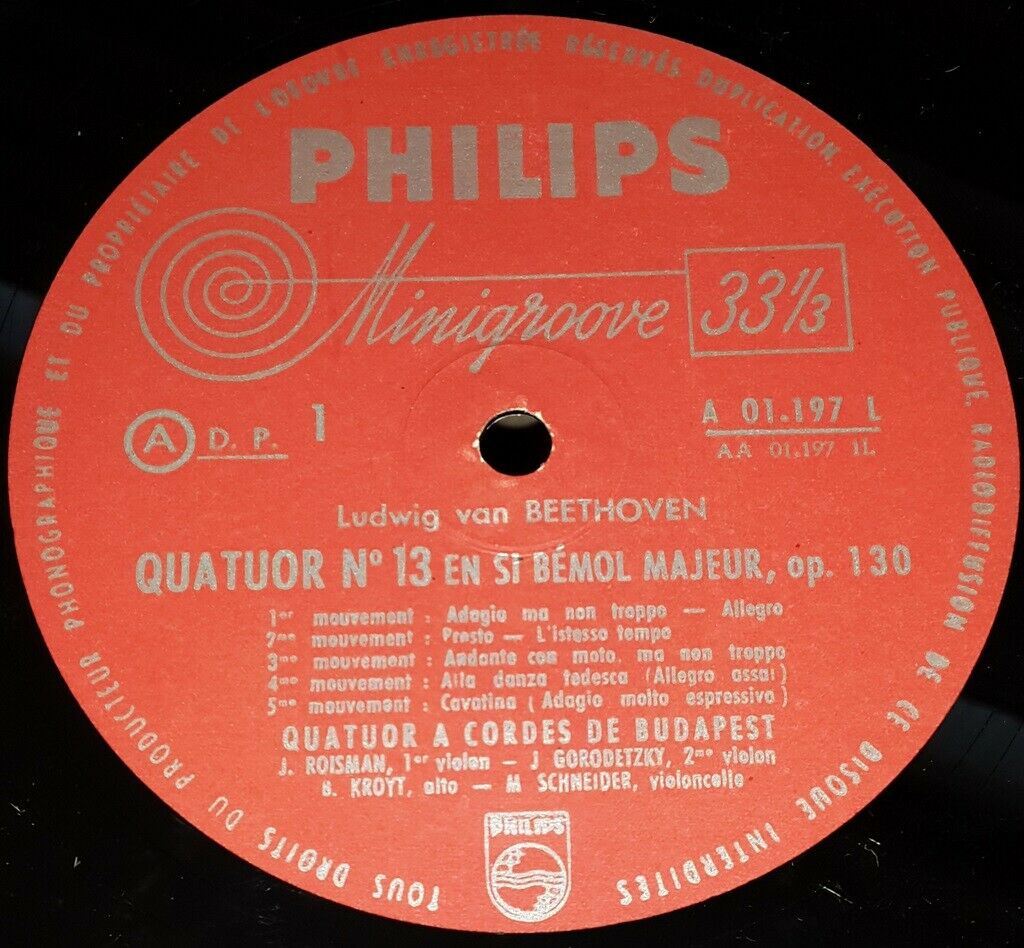 TOUS DROITS DU PRODUCTEUR PHONOGRAPHIQUE ET DU PROPRIÉTAIRE DE L'OEUVRE ENREGISTRÉE RÉSERVÉS DUPLICATION, EXÉCUTION PUBLIQUE, RADIODIFUSION DE CE DISQUE INTERDITES
PHILIPS
Minigroove 33 1/3
A D. P. 1
A 01.197 L
AA 01.197 1L
Ludwig van BEETHOVEN
QUATUOR Nº 13 EN SI BÉMOL MAJEUR, op. 130
1er mouvement : Adagio ma non troppo — Allegro
2me mouvement : Presto — L'istesso tempo
3me mouvement : Andante con moto, ma non troppo
4me mouvement : Alla danza tedesca (Allegro assai)
5me mouvement : Cavatina (Adagio molto espressivo)
QUATUOR A CORDES DE BUDAPEST
J. ROISMAN, 1er violon — J GORODETZKY, 2me violon
B. KROYT, alto — M SCHNEIDER, violoncelle
PHILIPS